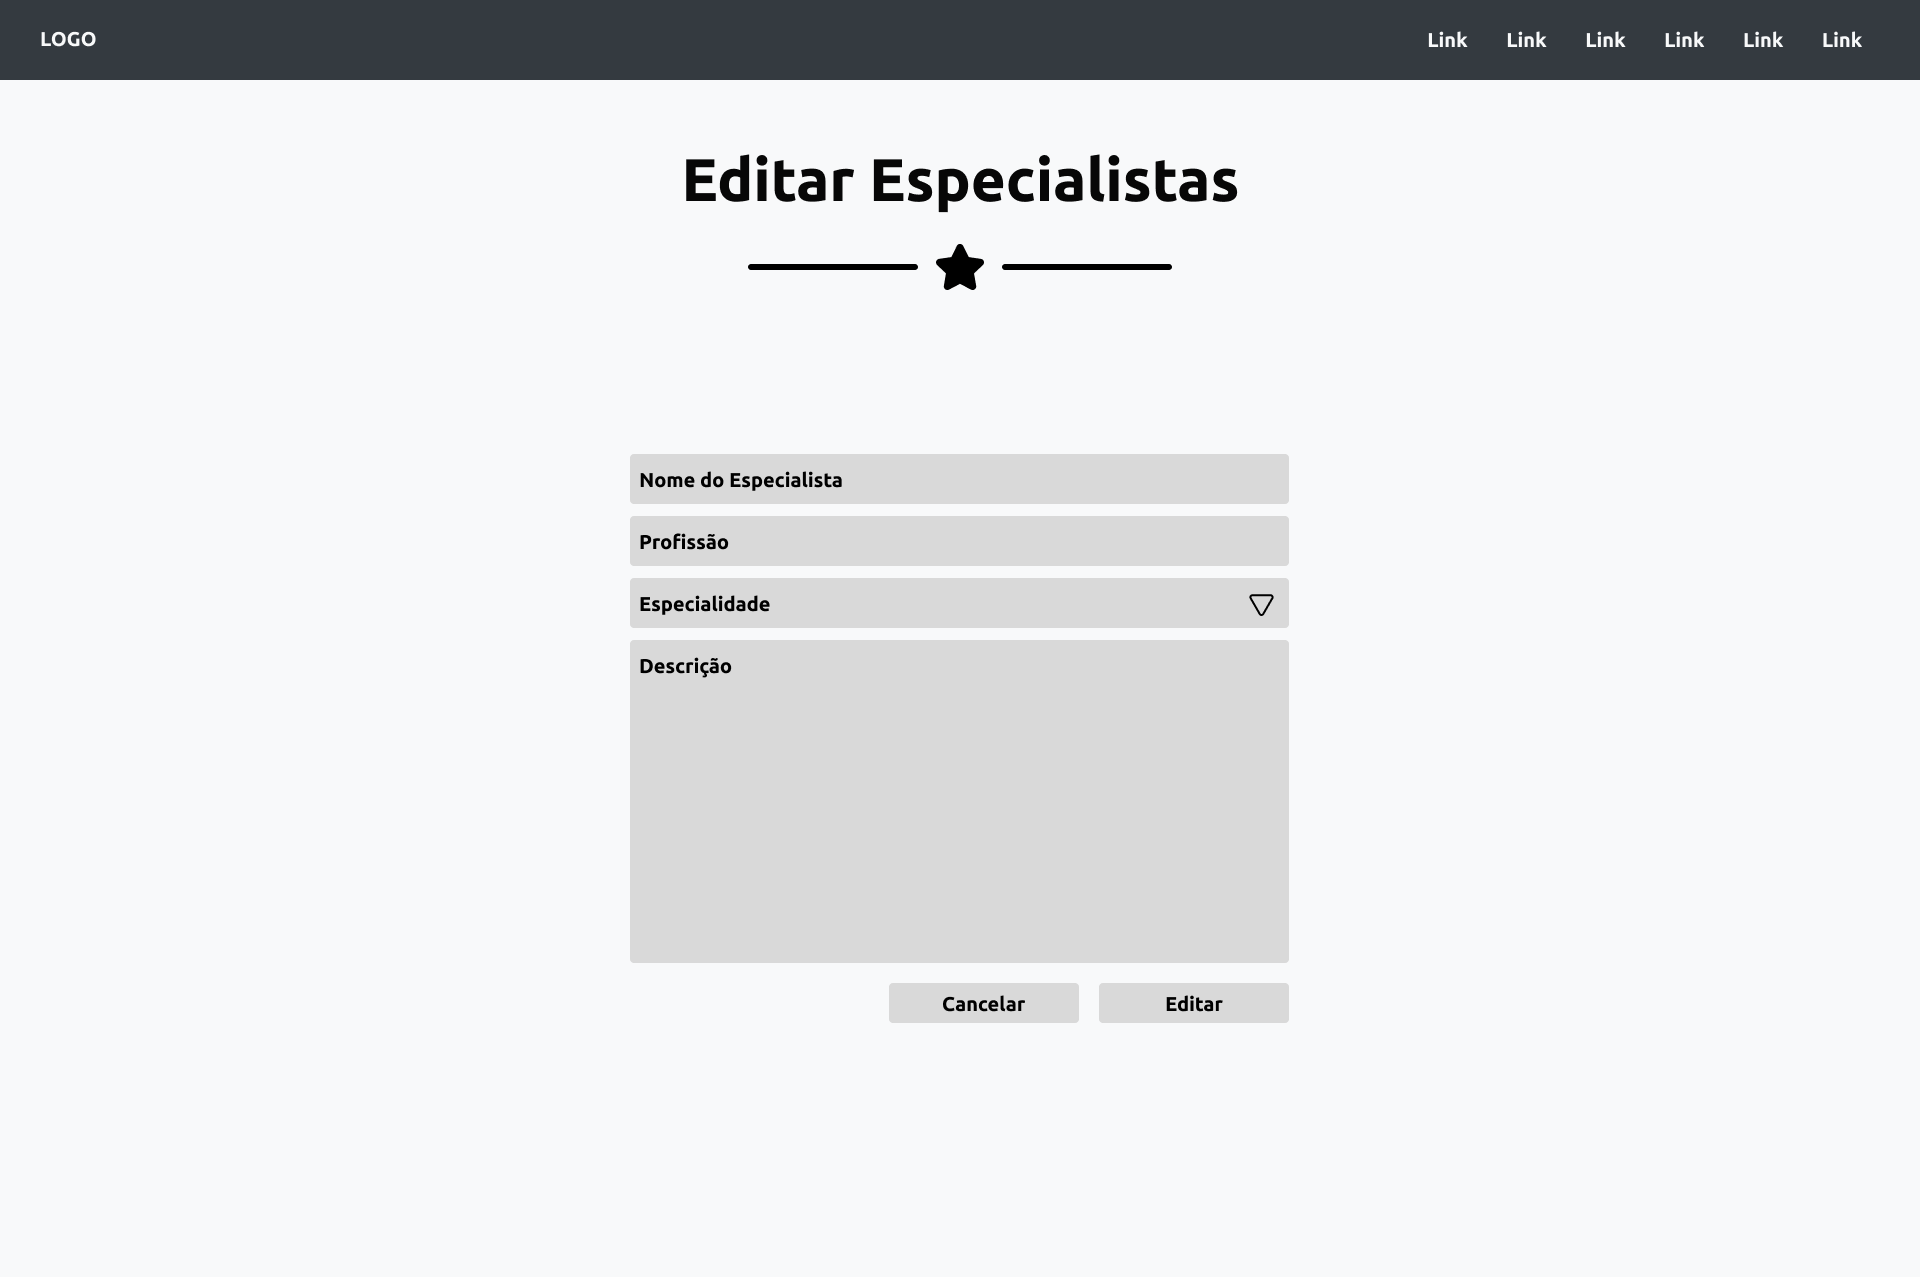 LOGO
Link Link Link Link Link Link
Editar Especialistas
Nome do Especialista
Profissão
Especialidade
Descrição
Cancelar Editar